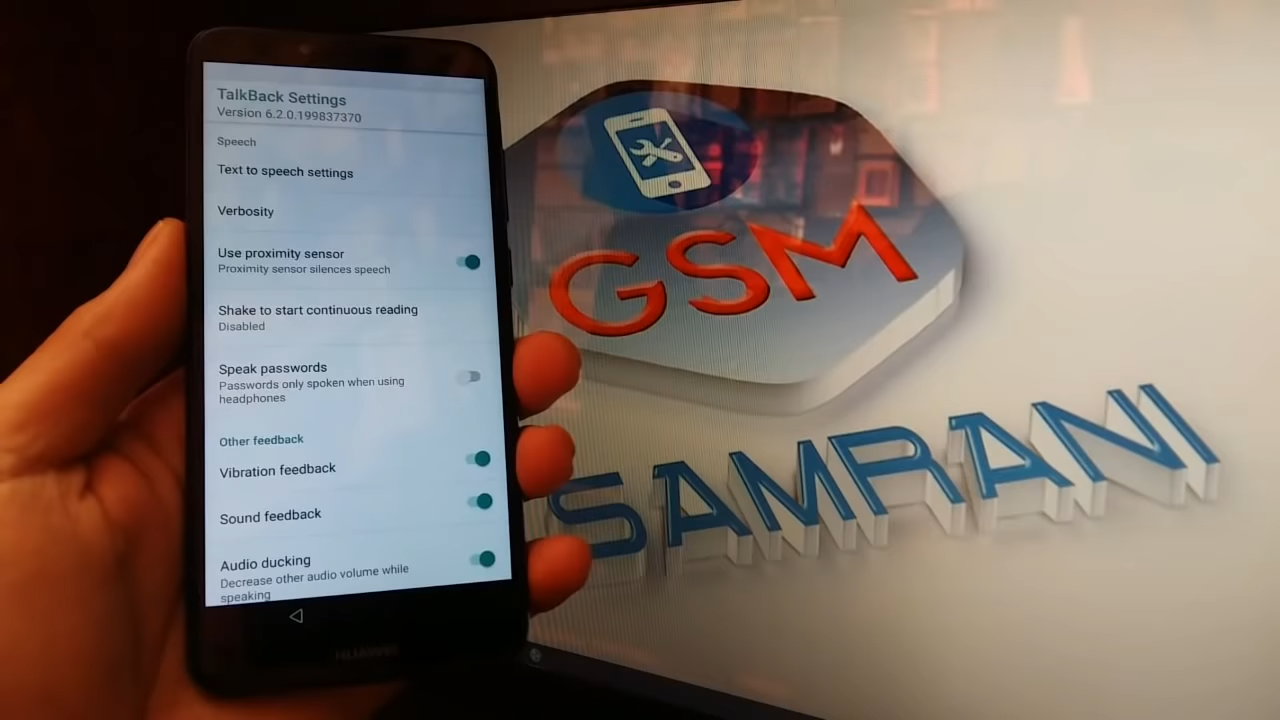 TalkBack Settings
Version 6.2.0.199837370
Speech
Text to speech settings
Verbosity
Use proximity sensor
Proximity sensor silences speech
Shake to start continuous reading
Disabled
Speak passwords
Passwords only spoken when using
headphones
Other feedback
Vibration feedback
Sound feedback
Audio ducking
Decrease other audio volume while
speaking
HUAWEI
GSM
SAMRANI